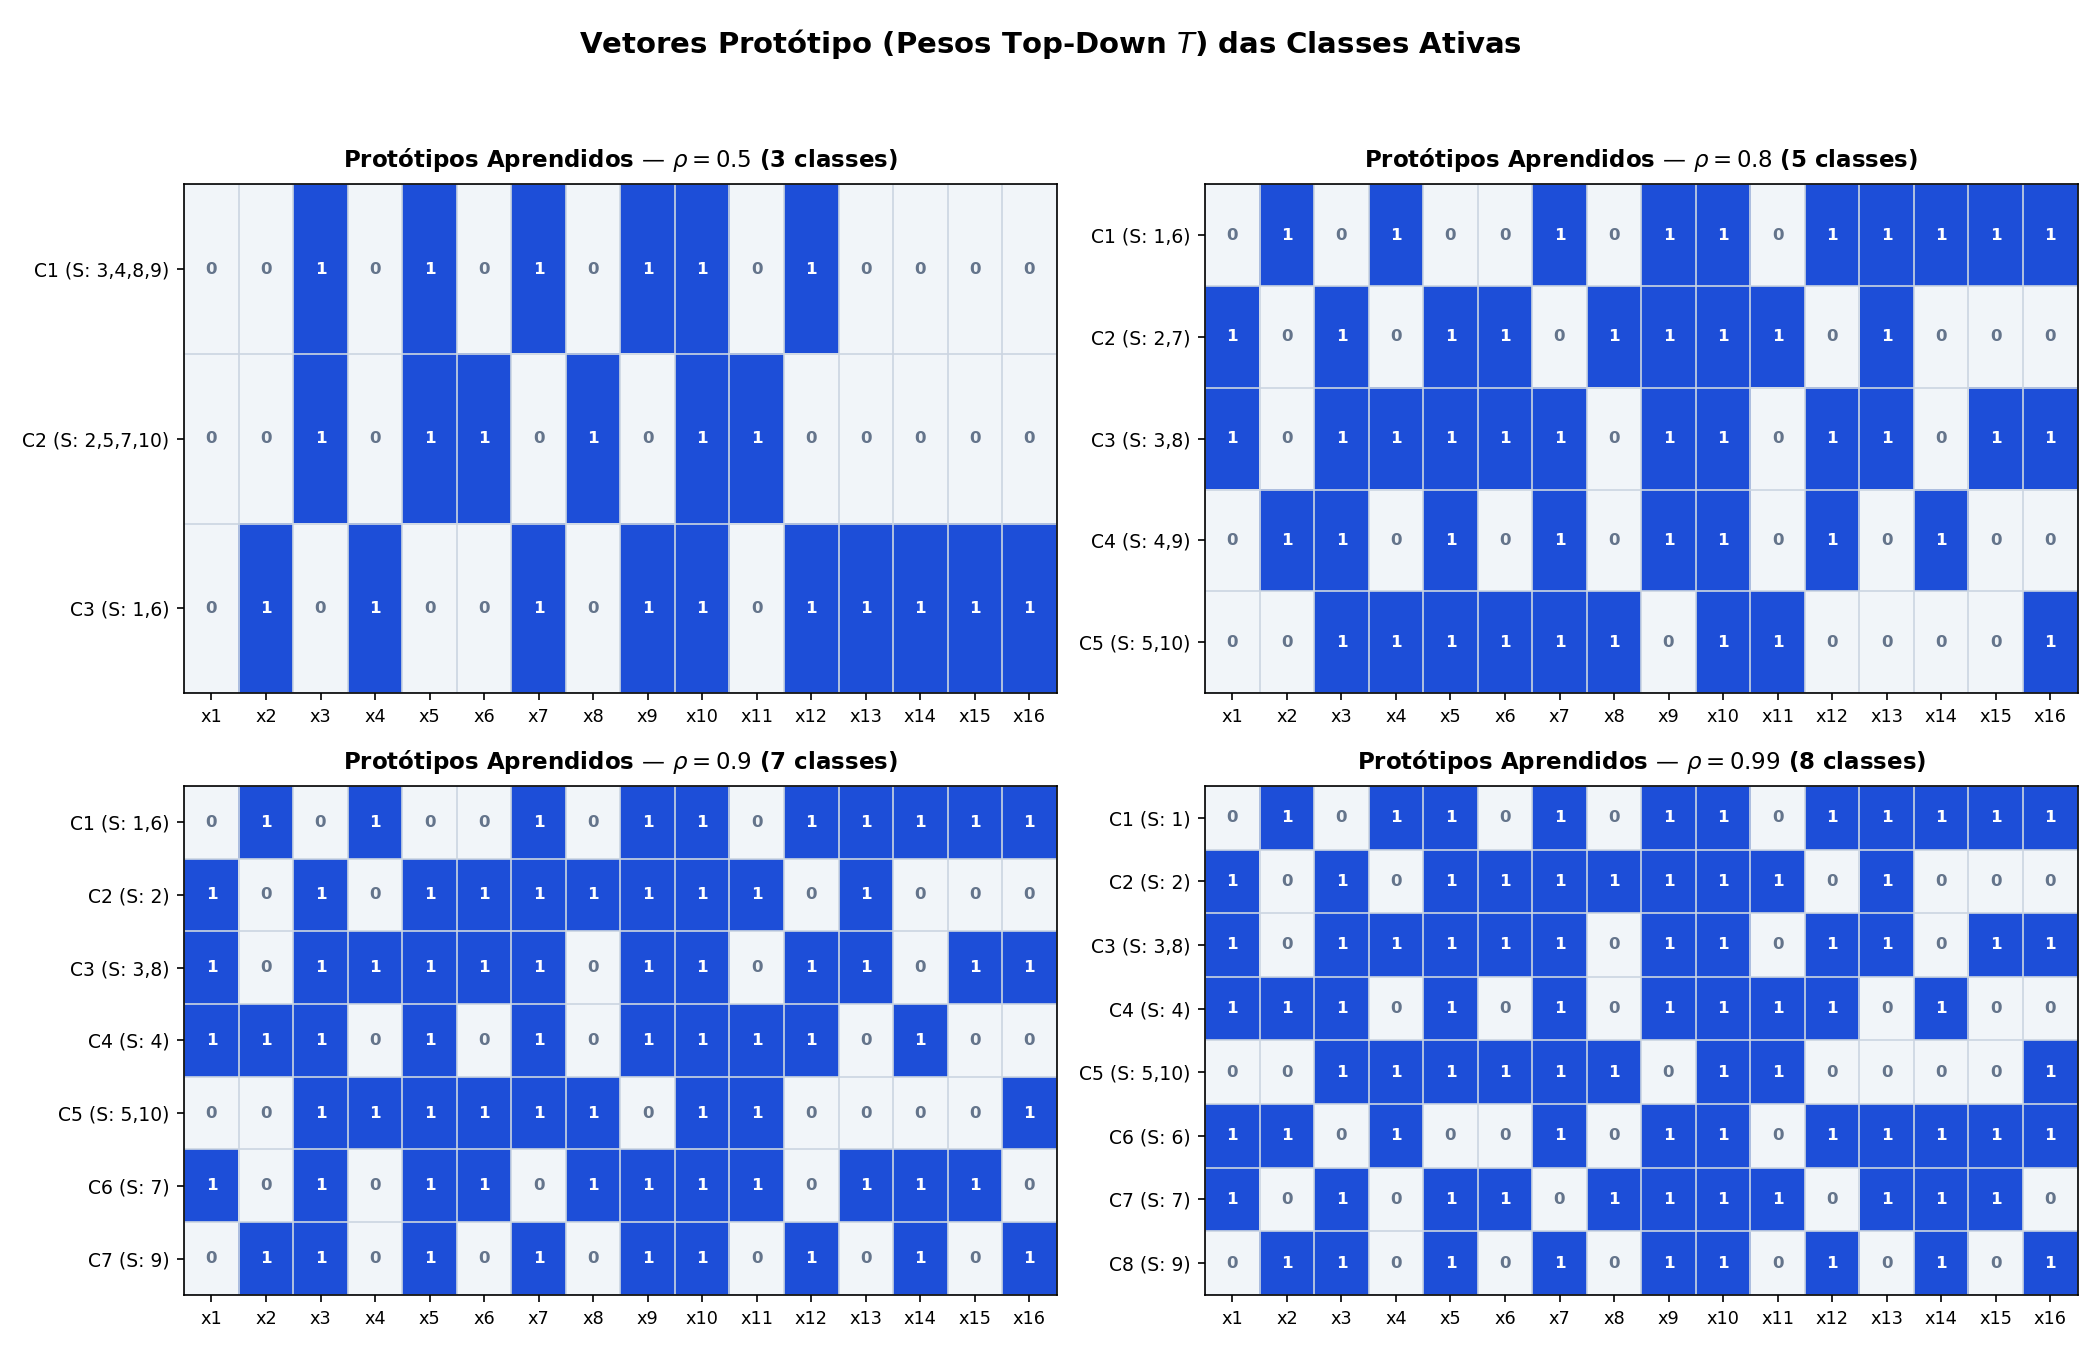 Vetores Protótipo (Pesos Top-Down T) das Classes Ativas
Protótipos Aprendidos — ρ = 0.5 (3 classes)
C1 (S: 3,4,8,9) 0 0 1 0 1 0 1 0 1 1 0 1 0 0 0 0
C2 (S: 2,5,7,10) 0 0 1 0 1 1 0 1 0 1 1 0 0 0 0 0
C3 (S: 1,6) 0 1 0 1 0 0 1 0 1 1 0 1 1 1 1 1
x1 x2 x3 x4 x5 x6 x7 x8 x9 x10 x11 x12 x13 x14 x15 x16
Protótipos Aprendidos — ρ = 0.8 (5 classes)
C1 (S: 1,6) 0 1 0 1 0 0 1 0 1 1 0 1 1 1 1 1
C2 (S: 2,7) 1 0 1 0 1 1 0 1 1 1 1 0 1 0 0 0
C3 (S: 3,8) 1 0 1 1 1 1 1 0 1 1 0 1 1 0 1 1
C4 (S: 4,9) 0 1 1 0 1 0 1 0 1 1 0 1 0 1 0 0
C5 (S: 5,10) 0 0 1 1 1 1 1 1 0 1 1 0 0 0 0 1
x1 x2 x3 x4 x5 x6 x7 x8 x9 x10 x11 x12 x13 x14 x15 x16
Protótipos Aprendidos — ρ = 0.9 (7 classes)
C1 (S: 1,6) 0 1 0 1 0 0 1 0 1 1 0 1 1 1 1 1
C2 (S: 2) 1 0 1 0 1 1 1 1 1 1 1 0 1 0 0 0
C3 (S: 3,8) 1 0 1 1 1 1 1 0 1 1 0 1 1 0 1 1
C4 (S: 4) 1 1 1 0 1 0 1 0 1 1 1 1 0 1 0 0
C5 (S: 5,10) 0 0 1 1 1 1 1 1 0 1 1 0 0 0 0 1
C6 (S: 7) 1 0 1 0 1 1 0 1 1 1 1 0 1 1 1 0
C7 (S: 9) 0 1 1 0 1 0 1 0 1 1 0 1 0 1 0 1
x1 x2 x3 x4 x5 x6 x7 x8 x9 x10 x11 x12 x13 x14 x15 x16
Protótipos Aprendidos — ρ = 0.99 (8 classes)
C1 (S: 1) 0 1 0 1 1 0 1 0 1 1 0 1 1 1 1 1
C2 (S: 2) 1 0 1 0 1 1 1 1 1 1 1 0 1 0 0 0
C3 (S: 3,8) 1 0 1 1 1 1 1 0 1 1 0 1 1 0 1 1
C4 (S: 4) 1 1 1 0 1 0 1 0 1 1 1 1 0 1 0 0
C5 (S: 5,10) 0 0 1 1 1 1 1 1 0 1 1 0 0 0 0 1
C6 (S: 6) 1 1 0 1 0 0 1 0 1 1 0 1 1 1 1 1
C7 (S: 7) 1 0 1 0 1 1 0 1 1 1 1 0 1 1 1 0
C8 (S: 9) 0 1 1 0 1 0 1 0 1 1 0 1 0 1 0 1
x1 x2 x3 x4 x5 x6 x7 x8 x9 x10 x11 x12 x13 x14 x15 x16